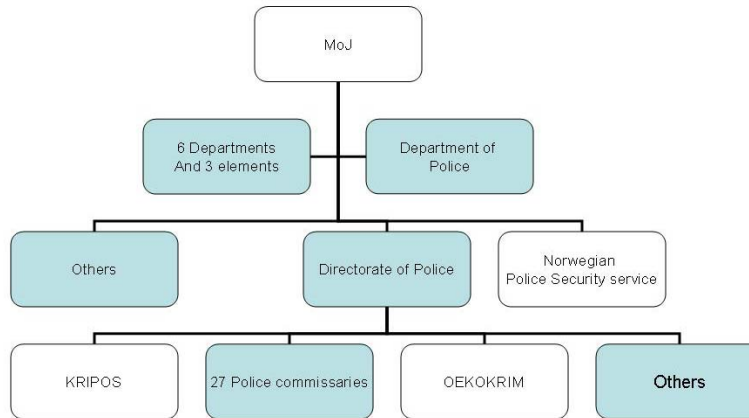 MoJ
6 Departments
And 3 elements
Department of
Police
Others
Directorate of Police
Norwegian
Police Security service
KRIPOS
27 Police commissaries
OEKOKRIM
Others